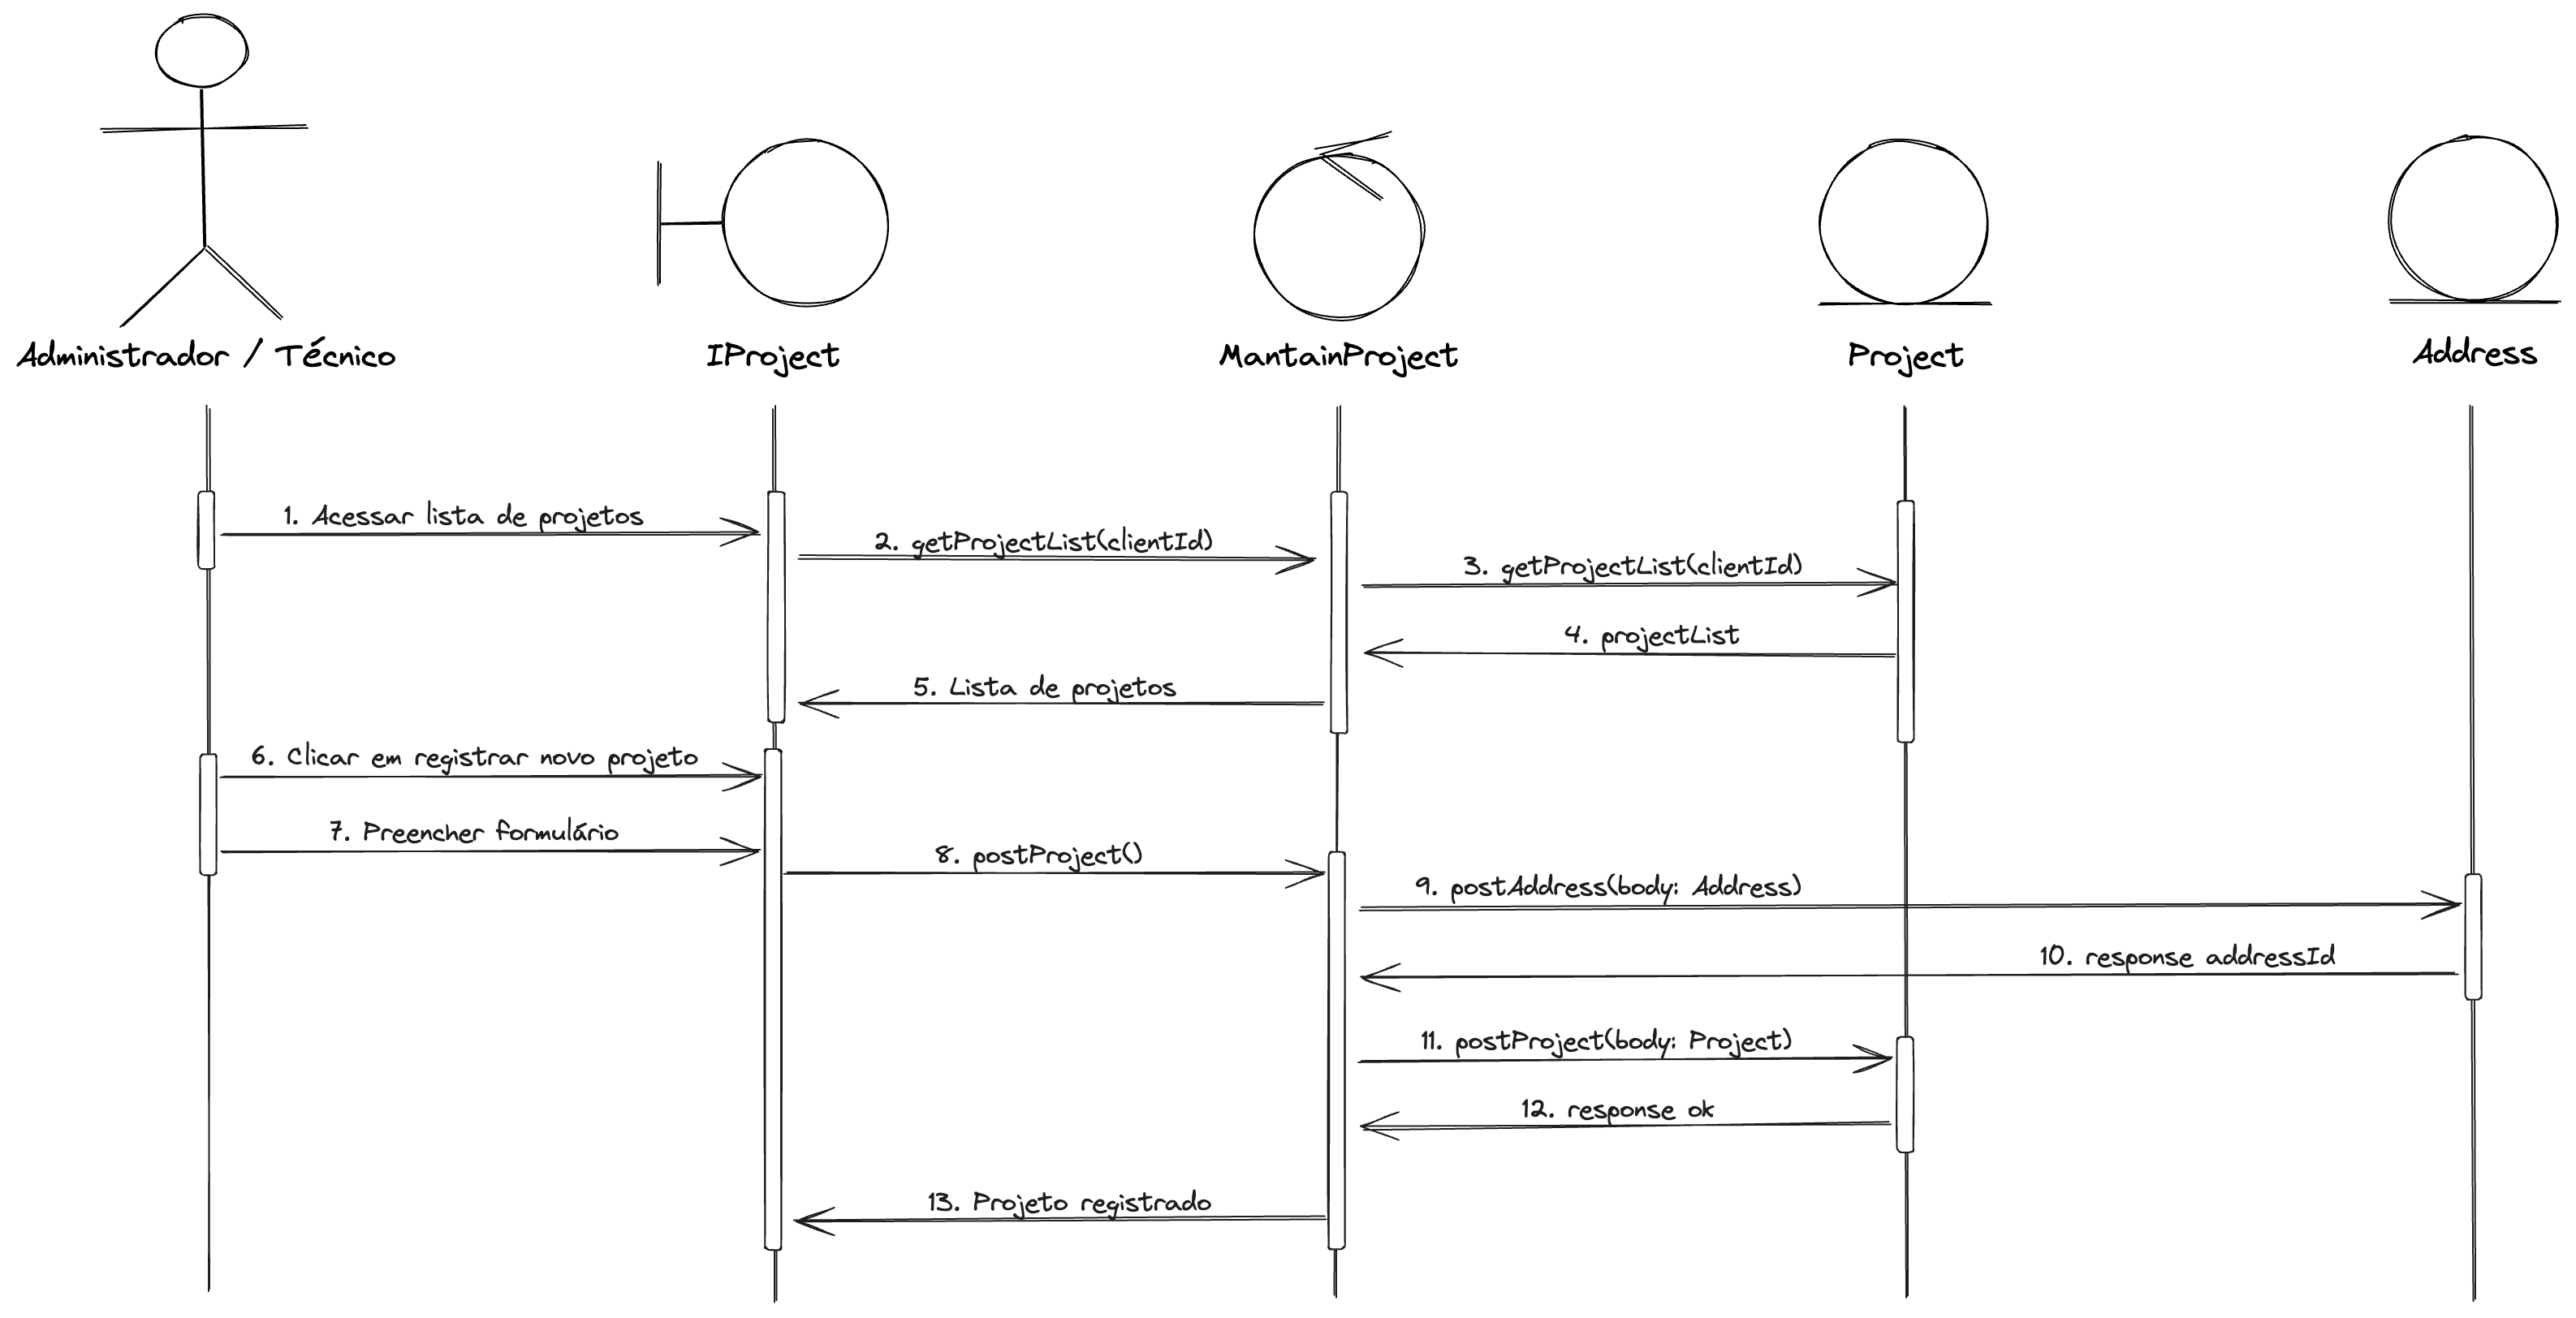 Administrador / Técnico
IProject
MantainProject
Project
Address
1. Acessar lista de projetos
2. getProjectList(clientId)
3. getProjectList(clientId)
4. projectList
5. Lista de projetos
6. Clicar em registrar novo projeto
7. Preencher formulário
8. postProject()
9. postAddress(body: Address)
10. response addressId
11. postProject(body: Project)
12. response ok
13. Projeto registrado